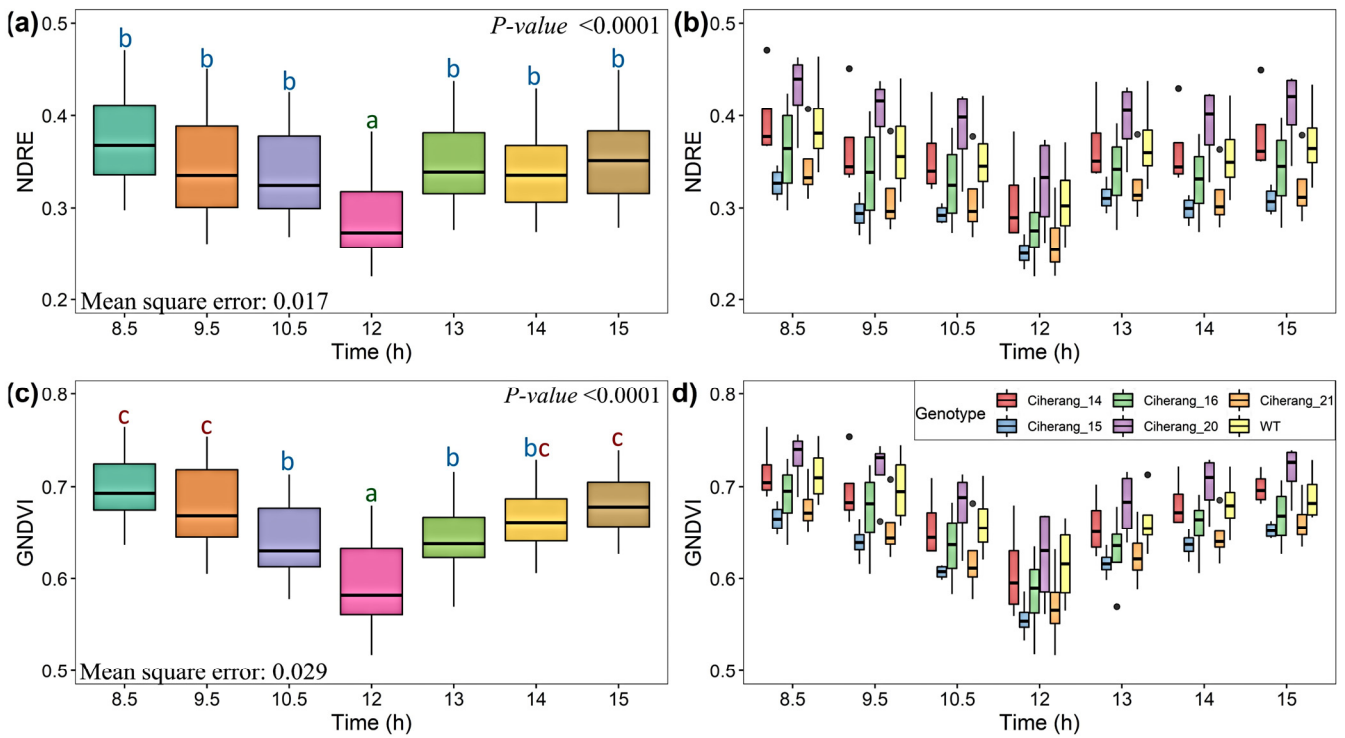 (a)
P-value <0.0001
b
b
b
a
b
b
b
NDRE
0.5
0.4
0.3
0.2
Mean square error: 0.017
8.5 9.5 10.5 12 13 14 15
Time (h)
(b)
NDRE
0.5
0.4
0.3
0.2
8.5 9.5 10.5 12 13 14 15
Time (h)
(c)
P-value <0.0001
c
c
b
a
b
bc
c
GNDVI
0.8
0.7
0.6
0.5
Mean square error: 0.029
8.5 9.5 10.5 12 13 14 15
Time (h)
d)
GNDVI
0.8
0.7
0.6
0.5
Genotype
Ciherang_14 Ciherang_16 Ciherang_21
Ciherang_15 Ciherang_20 WT
8.5 9.5 10.5 12 13 14 15
Time (h)